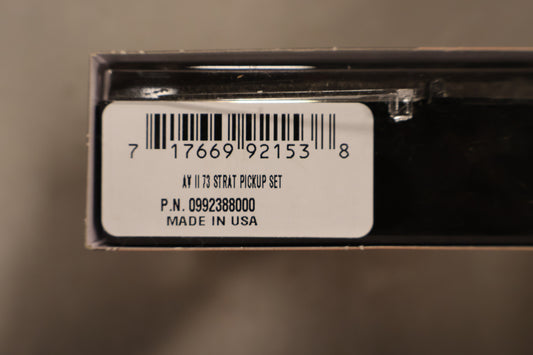 7 17669 92153 8
AV II 73 STRAT PICKUP SET
P.N. 0992388000
MADE IN USA